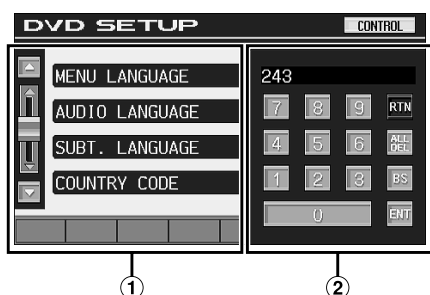 DVD SETUP
CONTROL
MENU LANGUAGE
AUDIO LANGUAGE
SUBT. LANGUAGE
COUNTRY CODE
243
7 8 9 RTN
4 5 6 ALL DEL
1 2 3 BS
0 ENT
1 2